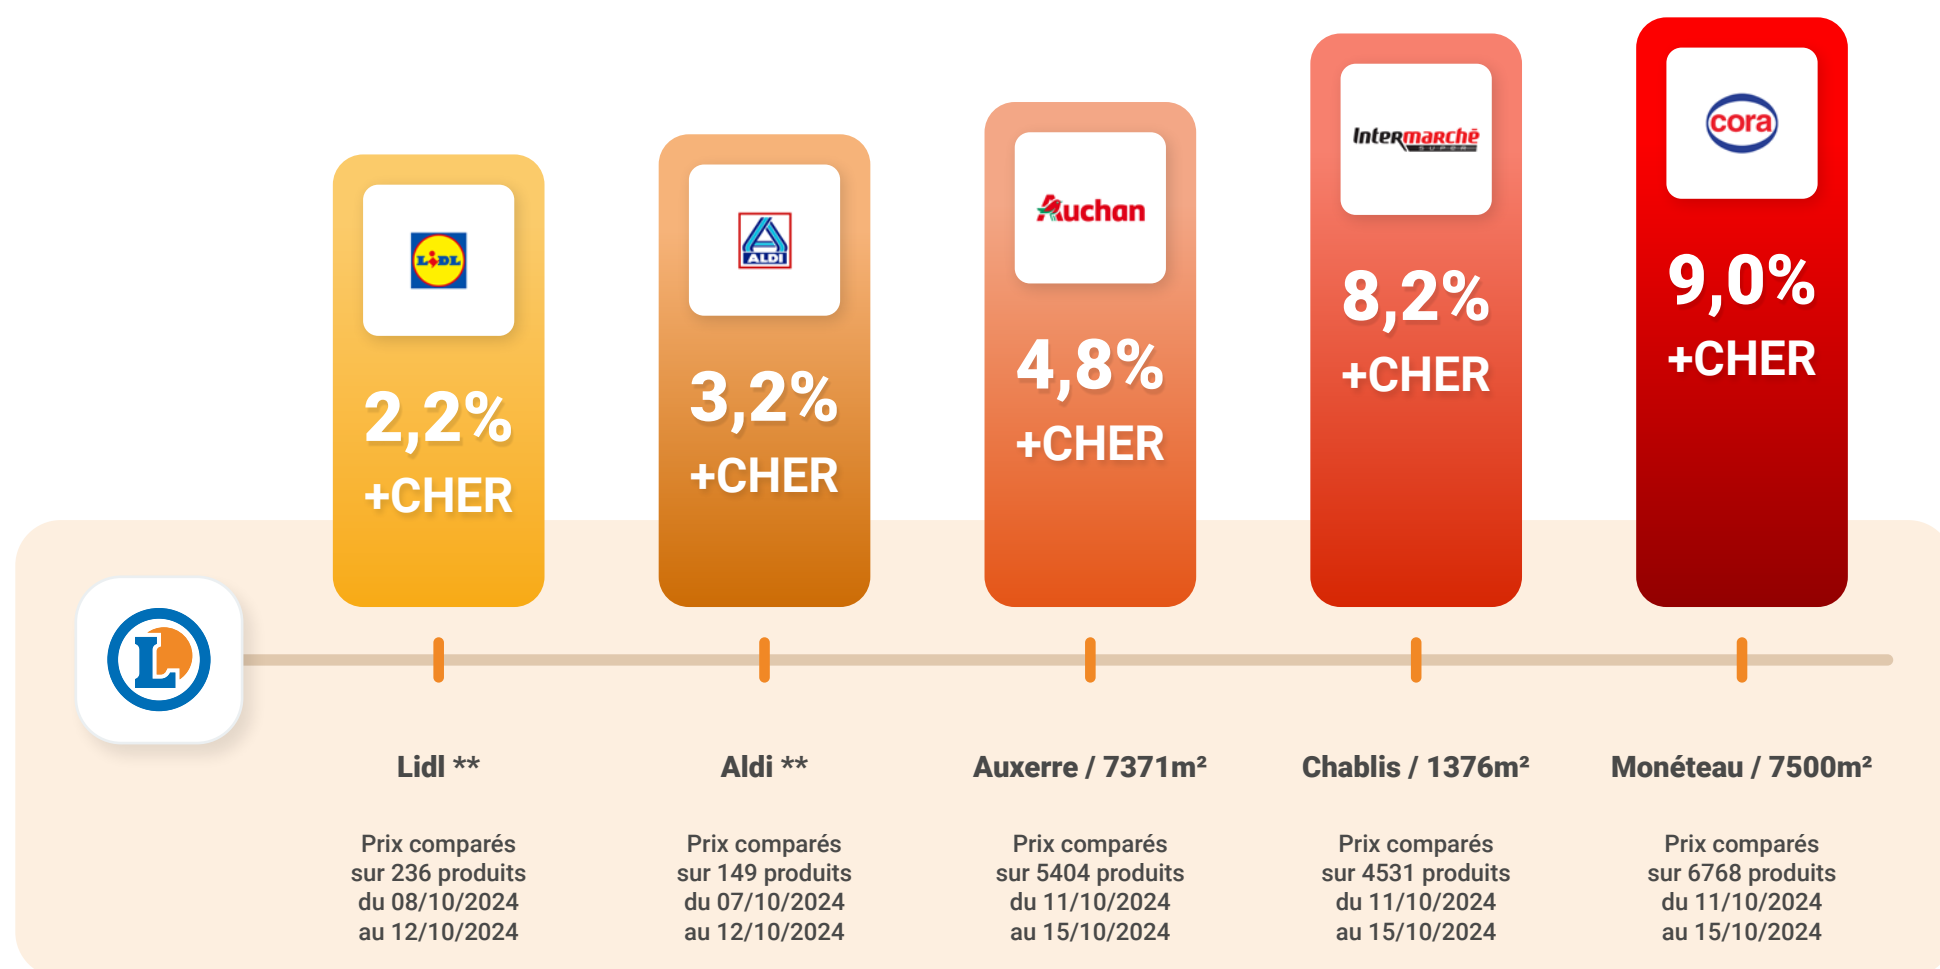 LIDL
2,2%
+CHER
ALDI
3,2%
+CHER
Auchan
4,8%
+CHER
Intermarché
SUPER
8,2%
+CHER
cora
9,0%
+CHER
L
Lidl **
Prix comparés
sur 236 produits
du 08/10/2024
au 12/10/2024
Aldi **
Prix comparés
sur 149 produits
du 07/10/2024
au 12/10/2024
Auxerre / 7371m²
Prix comparés
sur 5404 produits
du 11/10/2024
au 15/10/2024
Chablis / 1376m²
Prix comparés
sur 4531 produits
du 11/10/2024
au 15/10/2024
Monéteau / 7500m²
Prix comparés
sur 6768 produits
du 11/10/2024
au 15/10/2024